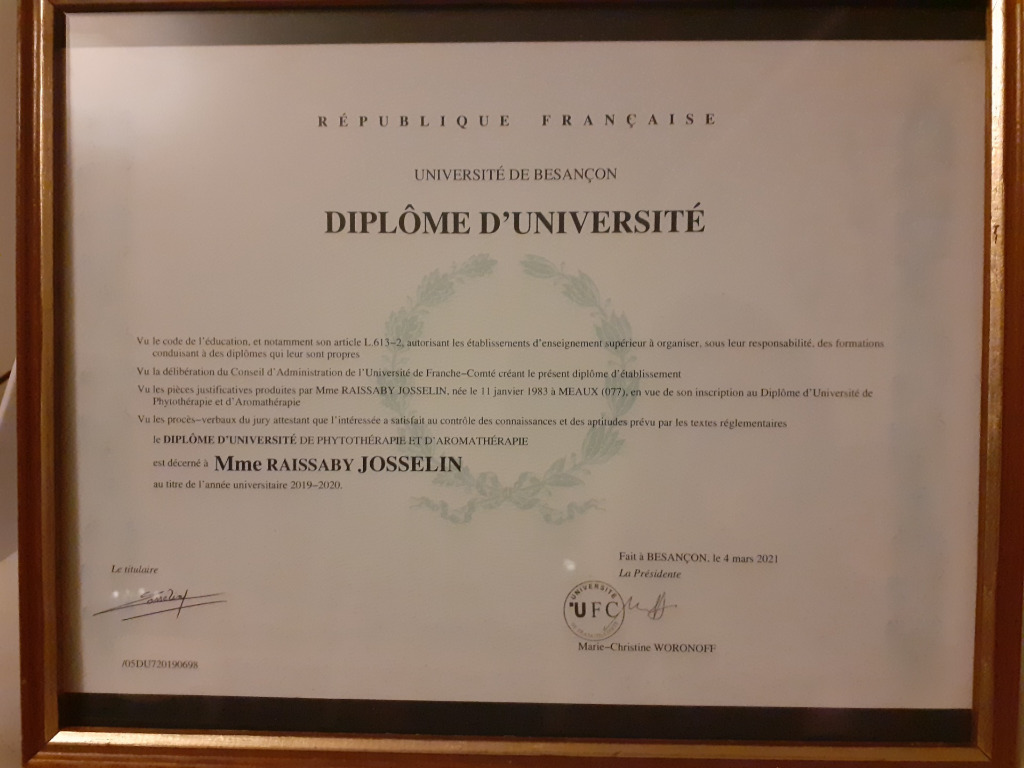 RÉPUBLIQUE FRANÇAISE
UNIVERSITÉ DE BESANÇON
DIPLÔME D'UNIVERSITÉ
Vu le code de l'éducation, et notamment son article L.613-2, autorisant les établissements d'enseignement supérieur à organiser, sous leur responsabilité, des formations
conduisant à des diplômes qui leur sont propres
Vu la délibération du Conseil d'Administration de l'Université de Franche-Comté créant le présent diplôme d'établissement
Vu les pièces justificatives produites par Mme RAISSABY JOSSELIN, née le 11 janvier 1983 à MEAUX (077), en vue de son inscription au Diplôme d'Université de
Phytothérapie et d'Aromathérapie
Vu les procès-verbaux du jury attestant que l'intéressée a satisfait au contrôle des connaissances et des aptitudes prévu par les textes réglementaires
le DIPLÔME D'UNIVERSITÉ DE PHYTOTHÉRAPIE ET D'AROMATHÉRAPIE
est décerné à Mme RAISSABY JOSSELIN
au titre de l'année universitaire 2019-2020.
Fait à BESANÇON, le 4 mars 2021
Le titulaire
La Présidente
UNIVERSITÉ
UFC
Marie-Christine WORONOFF
/05DU720190698